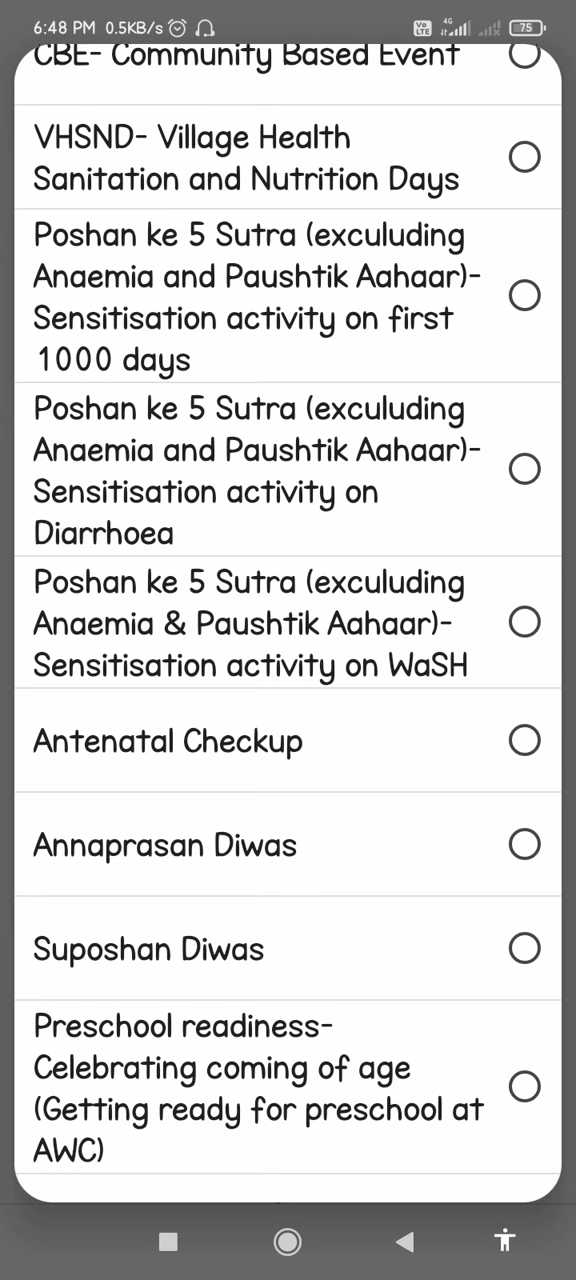 6:48 PM 0.5KB/s
Vo LTE 4G 75
CBE- Community Based Event
VHSND- Village Health
Sanitation and Nutrition Days
Poshan ke 5 Sutra (exculuding
Anaemia and Paushtik Aahaar)-
Sensitisation activity on first
1000 days
Poshan ke 5 Sutra (exculuding
Anaemia and Paushtik Aahaar)-
Sensitisation activity on
Diarrhoea
Poshan ke 5 Sutra (exculuding
Anaemia & Paushtik Aahaar)-
Sensitisation activity on WaSH
Antenatal Checkup
Annaprasan Diwas
Suposhan Diwas
Preschool readiness-
Celebrating coming of age
(Getting ready for preschool at
AWC)